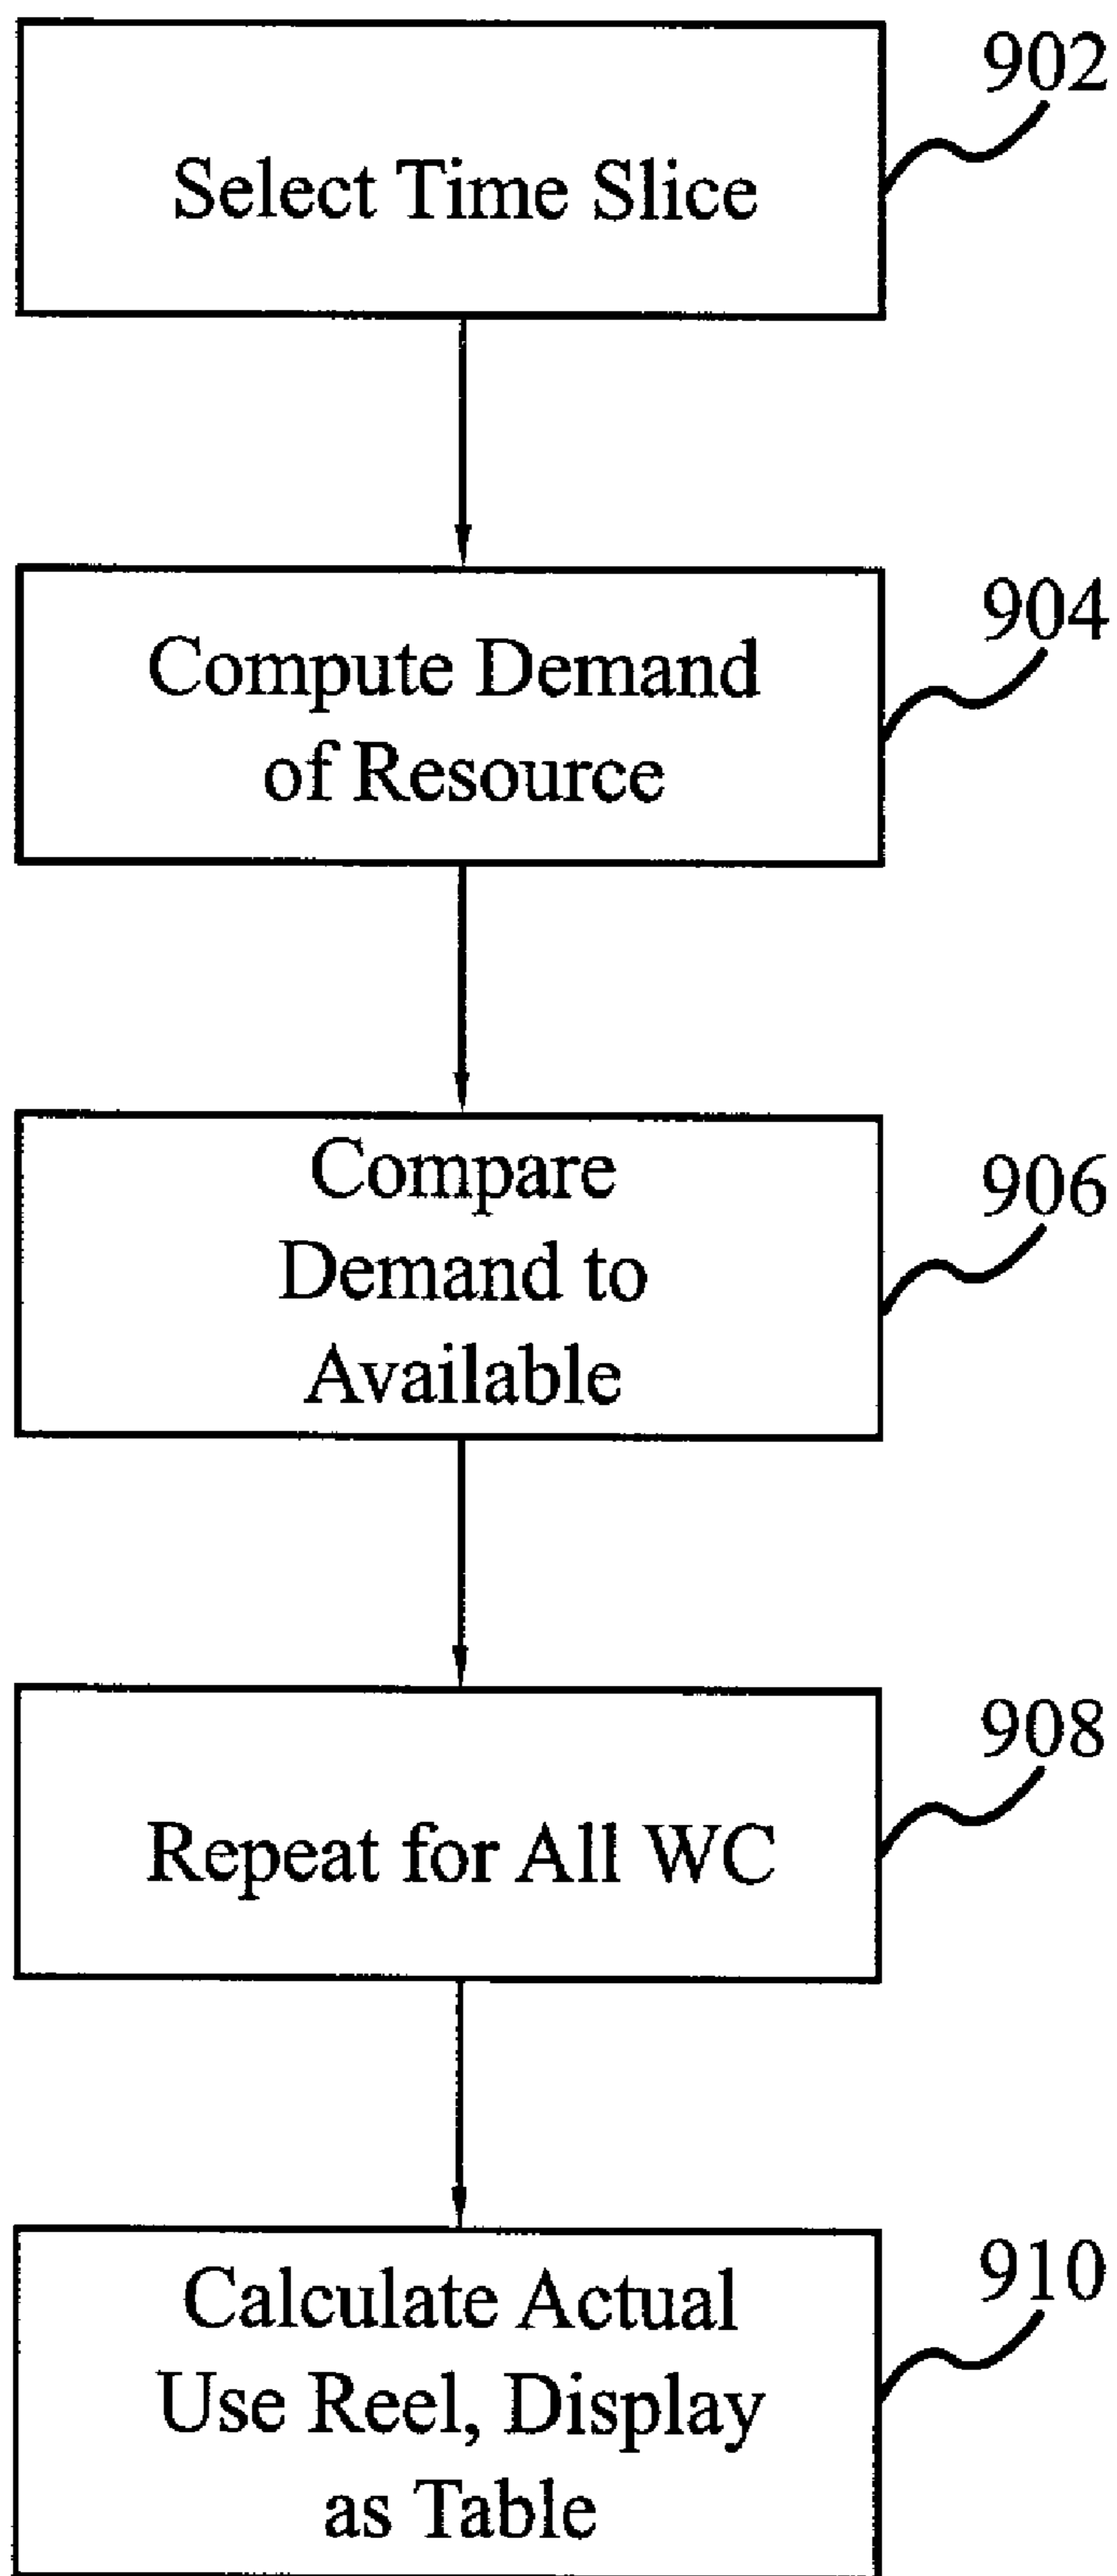 902
Select Time Slice
904
Compute Demand
of Resource
906
Compare
Demand to
Available
908
Repeat for All WC
910
Calculate Actual
Use Reel, Display
as Table